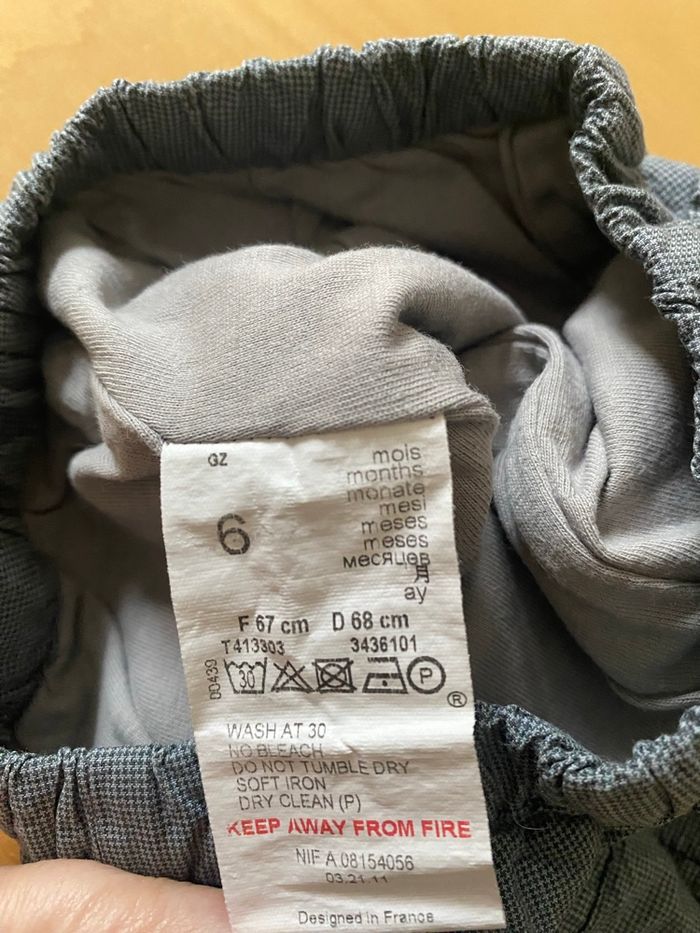 GZ
6
mois
months
monate
mesi
meses
meses
месяцев
月
ay
F 67 cm D 68 cm
T413303 3436101
00439
30 P
®
WASH AT 30
NO BLEACH
DO NOT TUMBLE DRY
SOFT IRON
DRY CLEAN (P)
KEEP AWAY FROM FIRE
NIF A 08154056
03.21.11
Designed in France